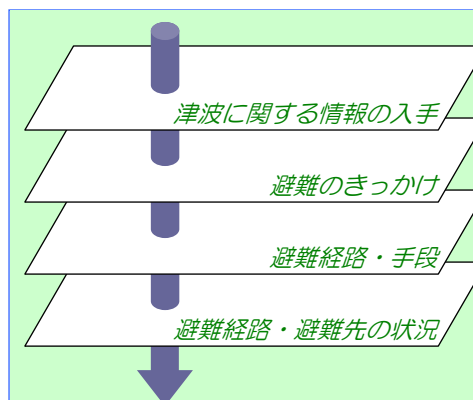 津波に関する情報の入手
避難のきっかけ
避難経路・手段
避難経路・避難先の状況